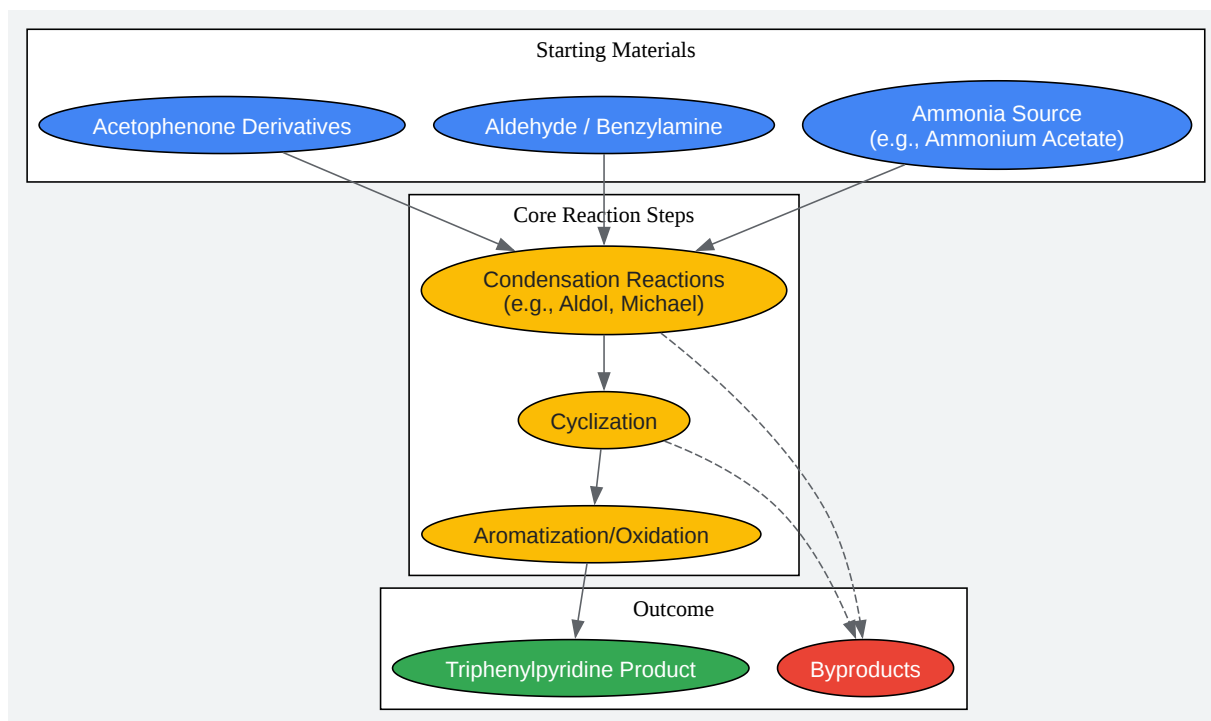 Starting Materials
Acetophenone Derivatives
Aldehyde / Benzylamine
Ammonia Source
(e.g., Ammonium Acetate)
Core Reaction Steps
Condensation Reactions
(e.g., Aldol, Michael)
Cyclization
Aromatization/Oxidation
Outcome
Triphenylpyridine Product
Byproducts